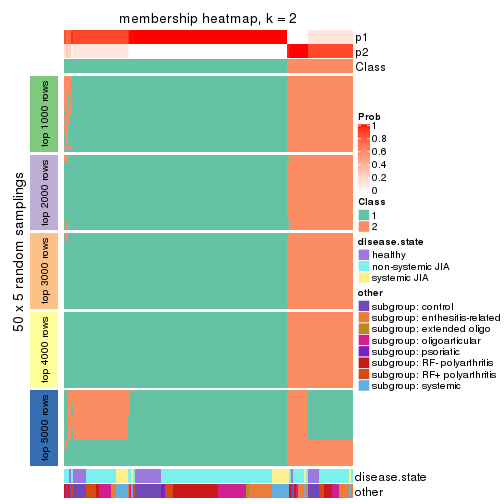 membership heatmap, k = 2
p1
p2
Class
50 x 5 random samplings
top 1000 rows
top 2000 rows
top 3000 rows
top 4000 rows
top 5000 rows
disease.state
other
Prob
1
0.8
0.6
0.4
0.2
0
Class
1
2
disease.state
healthy
non-systemic JIA
systemic JIA
other
subgroup: control
subgroup: enthesitis-related
subgroup: extended oligo
subgroup: oligoarticular
subgroup: psoriatic
subgroup: RF- polyarthritis
subgroup: RF+ polyarthritis
subgroup: systemic